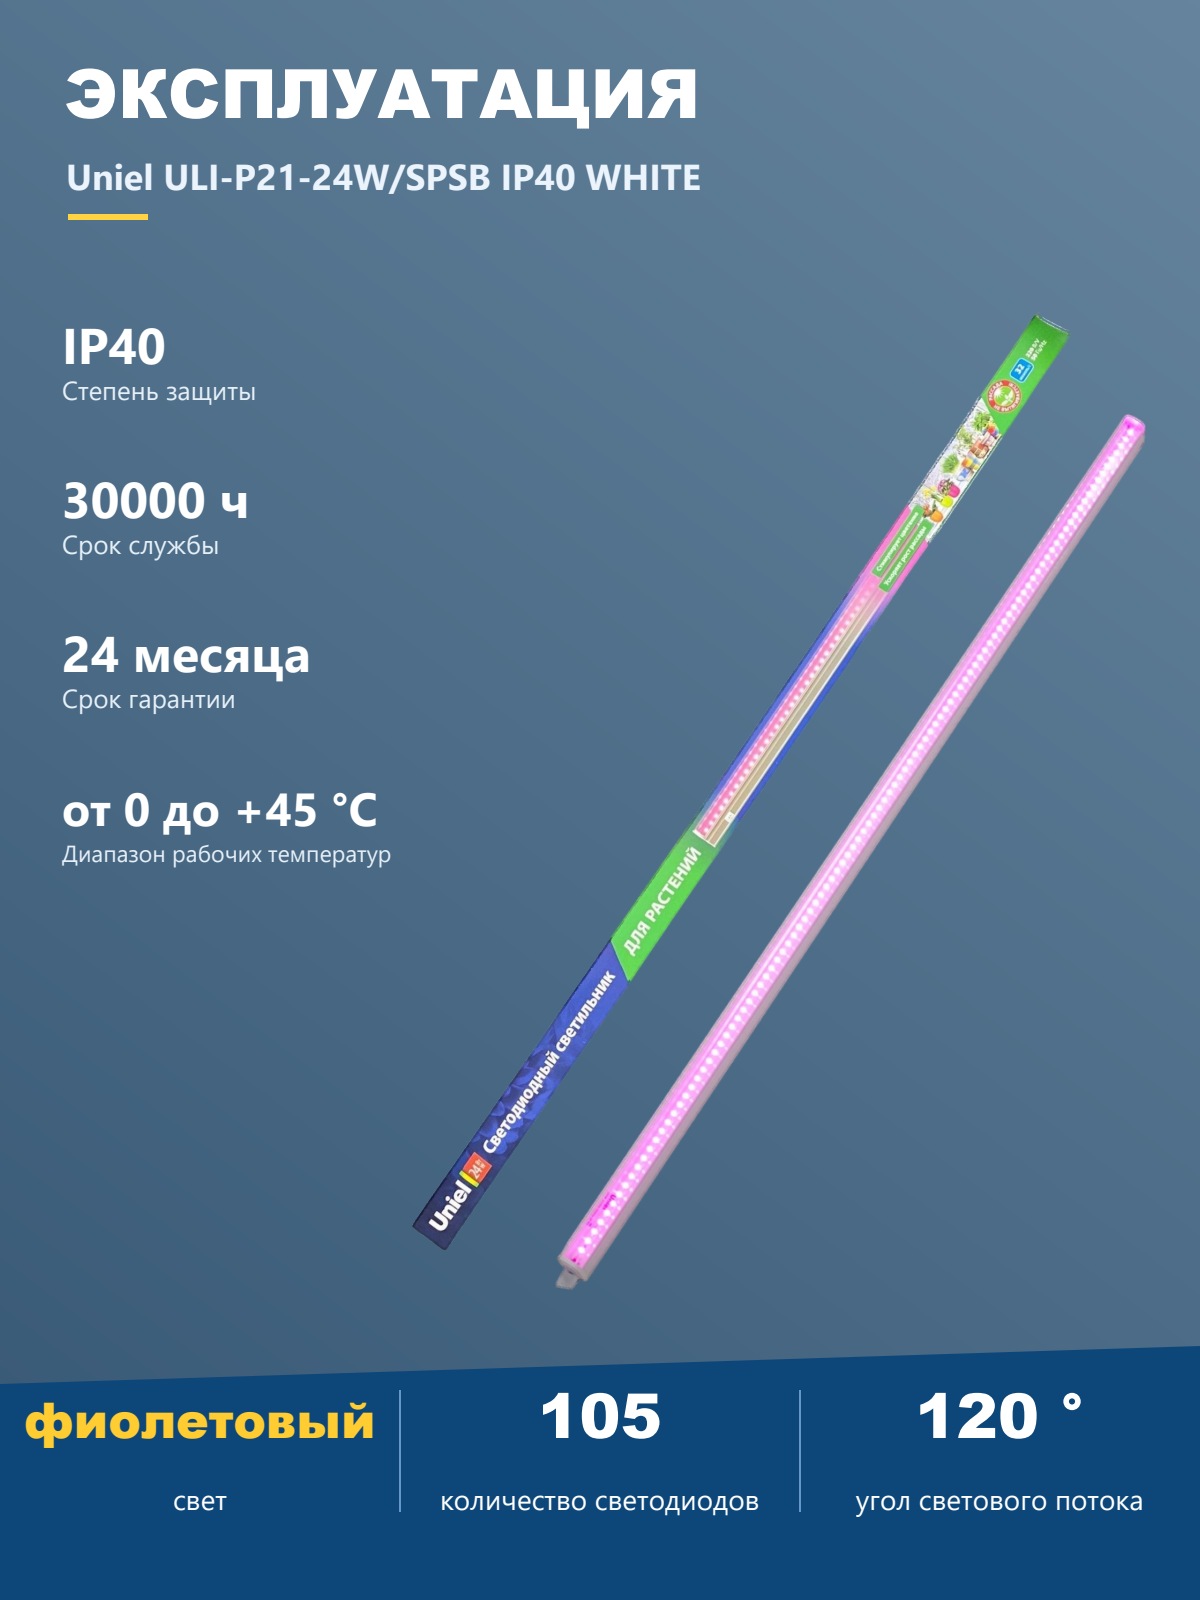 ЭКСПЛУАТАЦИЯ
Uniel ULI-P21-24W/SPSB IP40 WHITE
IP40
Степень защиты
30000 ч
Срок службы
24 месяца
Срок гарантии
от 0 до +45 °C
Диапазон рабочих температур
Uniel
Светодиодный светильник
ДЛЯ РАСТЕНИЙ
фиолетовый
свет
105
количество светодиодов
120 °
угол светового потока